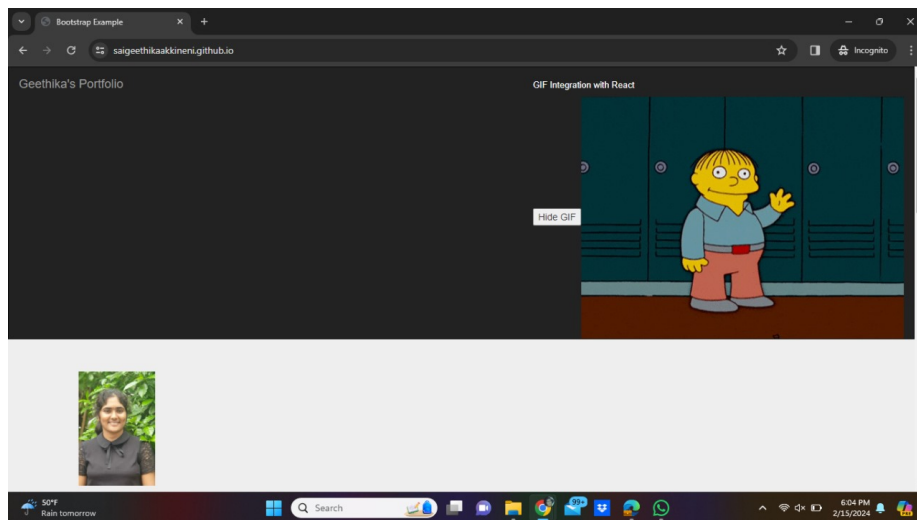 Bootstrap Example
saigeethikaakkineni.github.io
Incognito
Geethika's Portfolio
GIF Integration with React
Hide GIF
50°F
Rain tomorrow
Search
99+
6:04 PM
2/15/2024